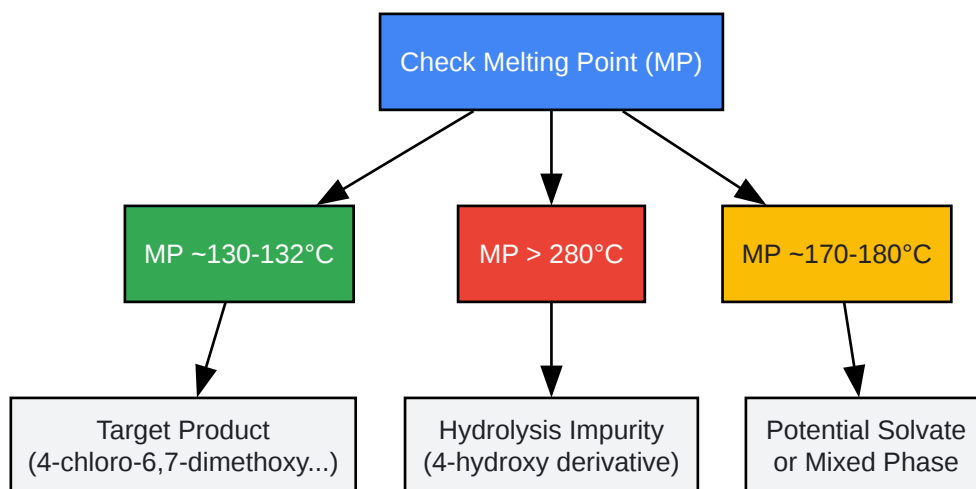 Check Melting Point (MP)
MP ~130-132°C
MP > 280°C
MP ~170-180°C
Target Product
(4-chloro-6,7-dimethoxy...)
Hydrolysis Impurity
(4-hydroxy derivative)
Potential Solvate
or Mixed Phase